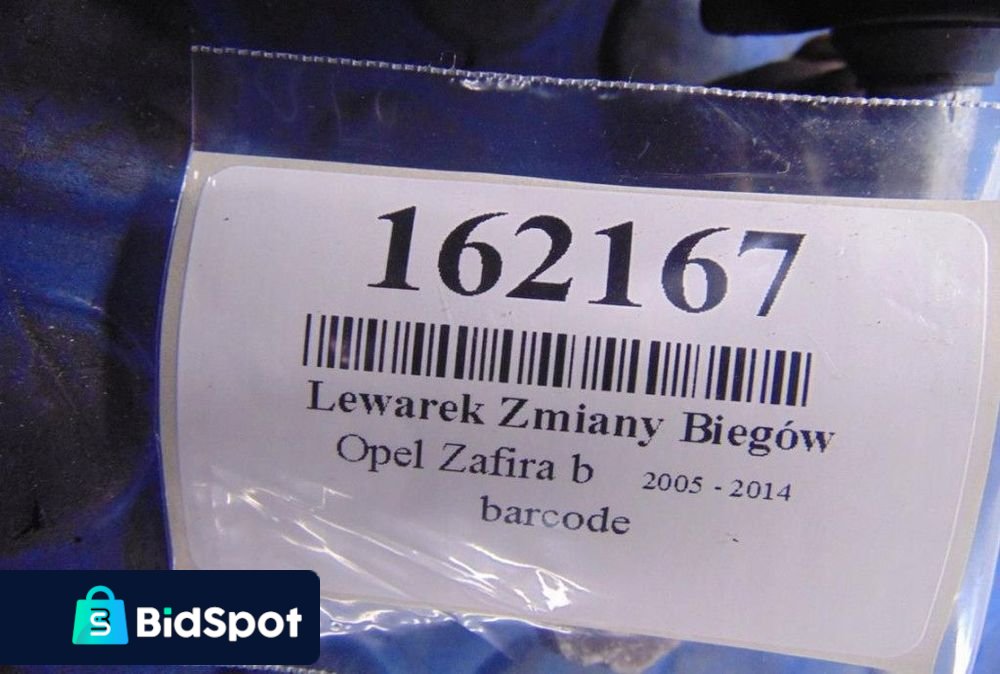 162167
Lewarek Zmiany Biegów
Opel Zafira b 2005 - 2014
barcode
BidSpot